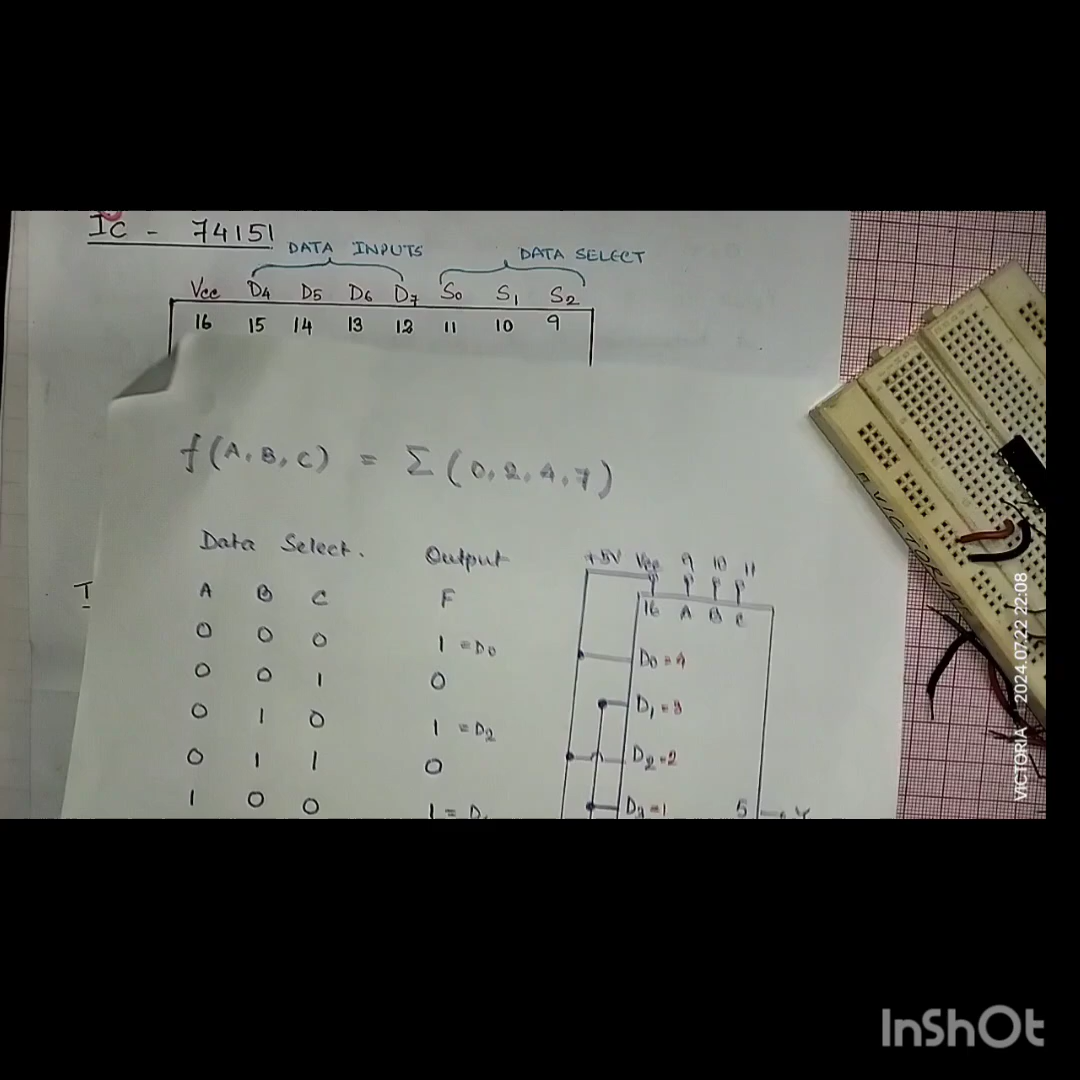 IC - 74151
DATA INPUTS DATA SELECT
Vcc D4 D5 D6 D7 S0 S1 S2
16 15 14 13 12 11 10 9
f(A,B,C) = Σ(0,2,4,7)
Data Select. Output
A B C F
0 0 0 1 = D0
0 0 1 0
0 1 0 1 = D2
0 1 1 0
1 0 0 1 = D
+5V Vcc 9 10 11
16 A B C
D0 = 4
D1 = 3
D2 = 2
D3 = 1
5 Y
I
VICTORIA
VICTORIA 2024.07.22 22:08
InShOt